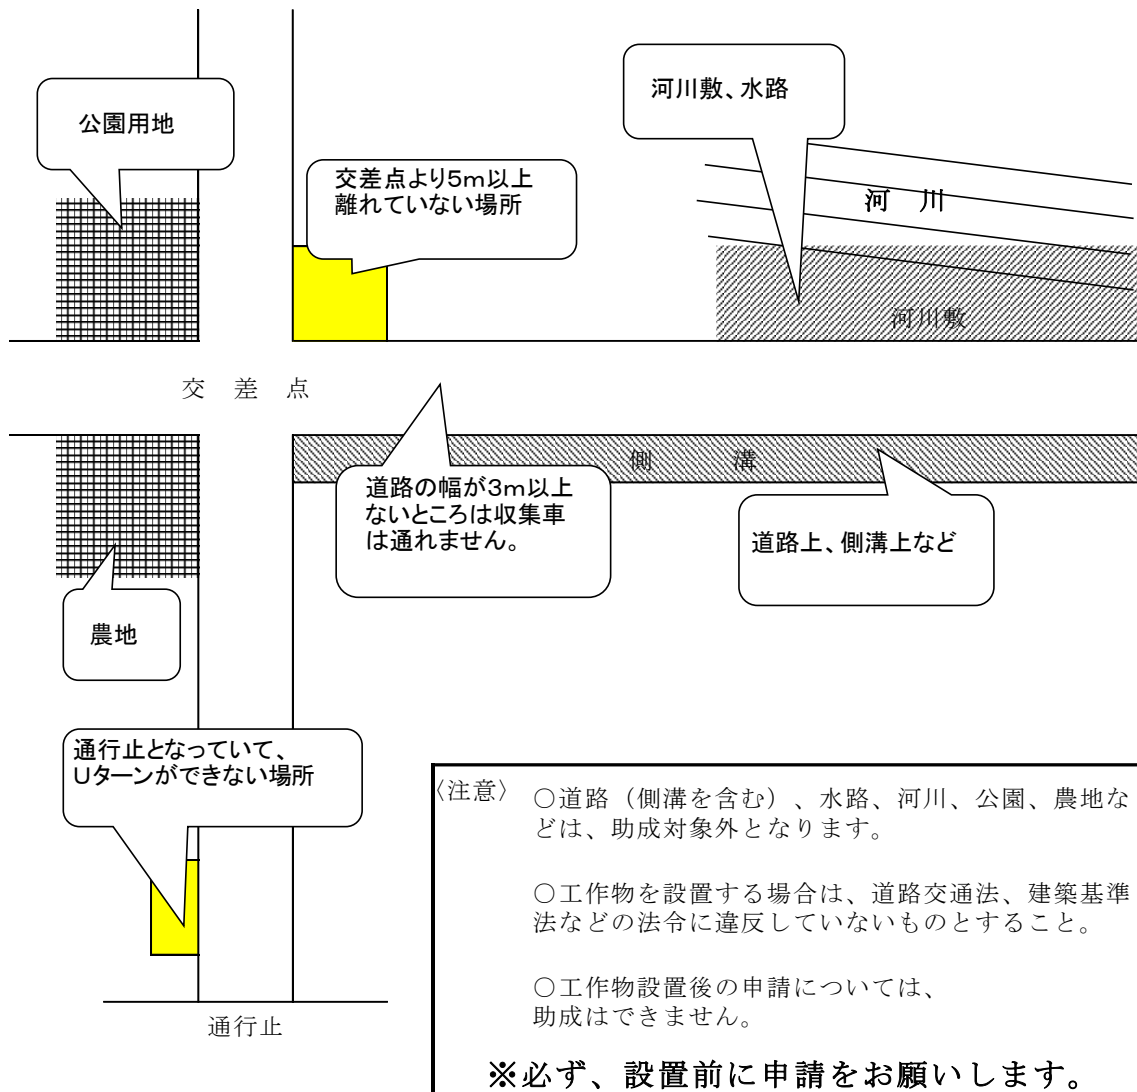 公園用地
河川敷、水路
交差点より5m以上
離れていない場所
河　川
河川敷
交　差　点
側　溝
道路の幅が3m以上
ないところは収集車
は通れません。
道路上、側溝上など
農地
通行止となっていて、
Uターンができない場所
通行止
〈注意〉 ○道路（側溝を含む）、水路、河川、公園、農地な
どは、助成対象外となります。
○工作物を設置する場合は、道路交通法、建築基準
法などの法令に違反していないものとすること。
○工作物設置後の申請については、
助成はできません。
※必ず、設置前に申請をお願いします。